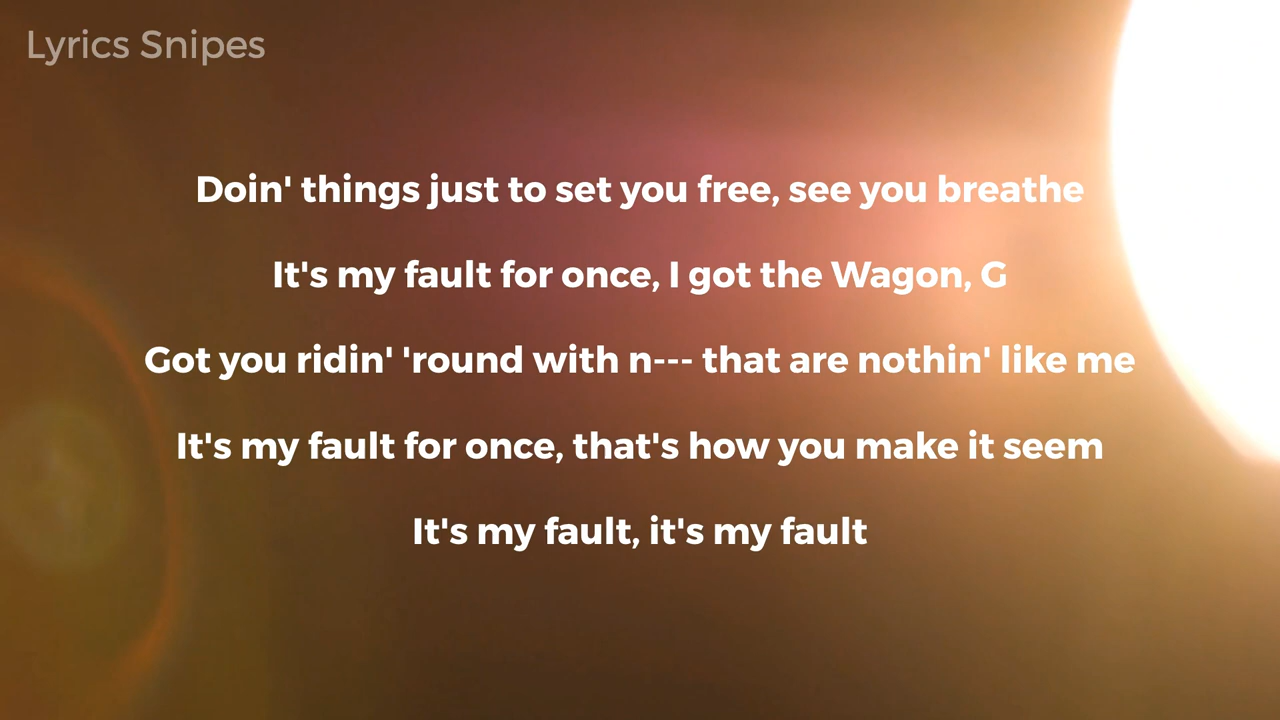 Lyrics Snipes
Doin' things just to set you free, see you breathe
It's my fault for once, I got the Wagon, G
Got you ridin' 'round with n--- that are nothin' like me
It's my fault for once, that's how you make it seem
It's my fault, it's my fault